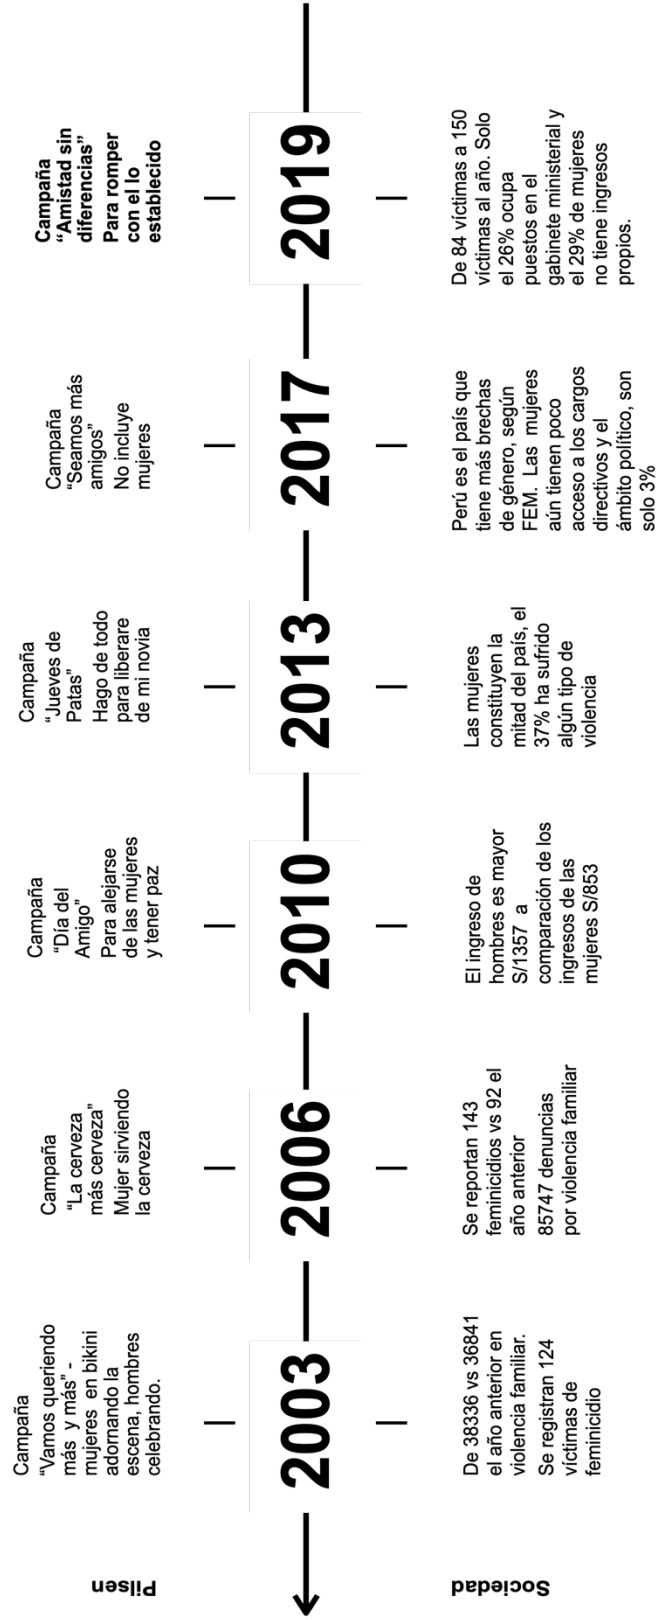 Pilsen
Campaña
“Vamos queriendo
más y más” -
mujeres en bikini
adornando la
escena, hombres
celebrando.
Campaña
“La cerveza
más cerveza”
Mujer sirviendo
la cerveza
Campaña
“Día del
Amigo”
Para alejarse
de las mujeres
y tener paz
Campaña
“Jueves de
Patas”
Hago de todo
para liberare
de mi novia
Campaña
“Seamos más
amigos”
No incluye
mujeres
Campaña
“Amistad sin
diferencias”
Para romper
con el lo
establecido
2003
2006
2010
2013
2017
2019
Sociedad
De 38336 vs 36841
el año anterior en
violencia familiar.
Se registran 124
víctimas de
feminicidio
Se reportan 143
feminicidios vs 92 el
año anterior
85747 denuncias
por violencia familiar
El ingreso de
hombres es mayor
S/1357 a
comparación de los
ingresos de las
mujeres S/853
Las mujeres
constituyen la
mitad del país, el
37% ha sufrido
algún tipo de
violencia
Perú es el país que
tiene más brechas
de género, según
FEM. Las mujeres
aún tienen poco
acceso a los cargos
directivos y el
ámbito político, son
solo 3%
De 84 víctimas a 150
víctimas al año. Solo
el 26% ocupa
puestos en el
gabinete ministerial y
el 29% de mujeres
no tiene ingresos
propios.